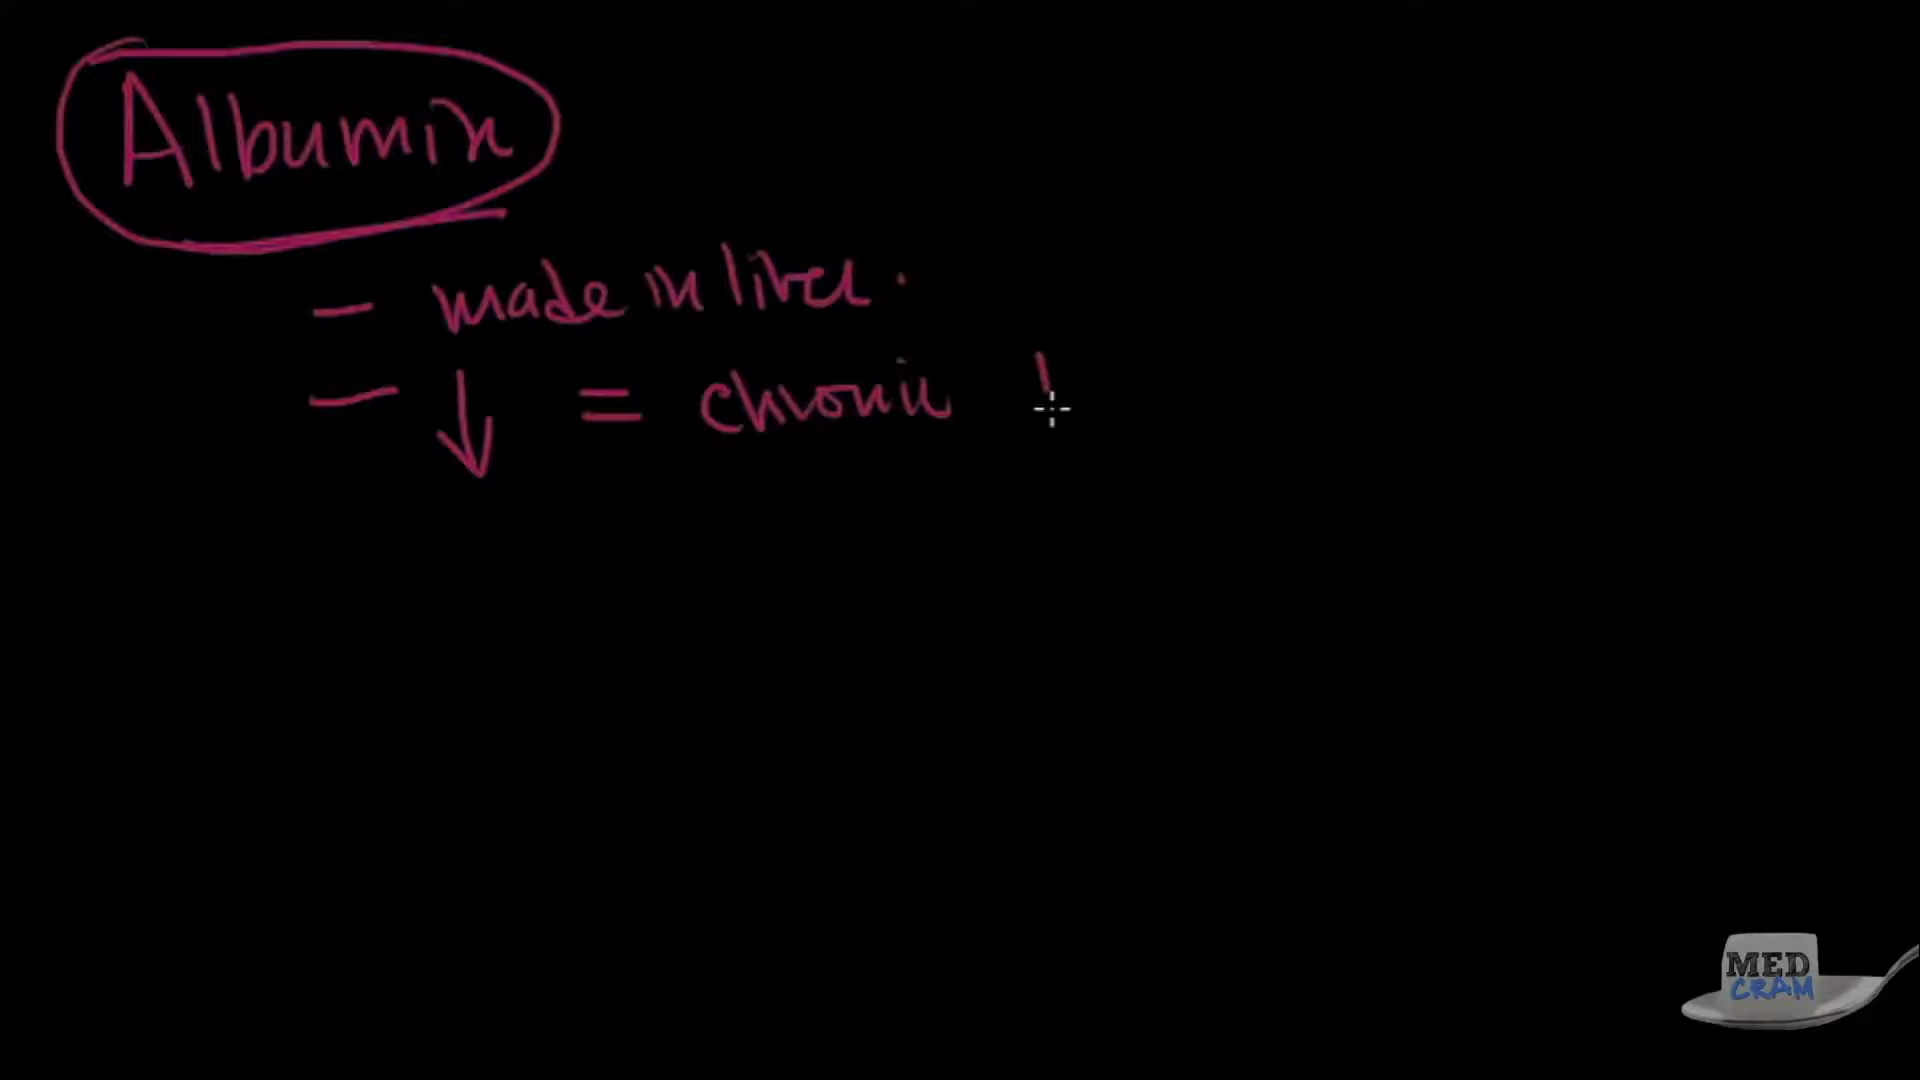 Albumin
- made in liver.
- ↓ = chronic
MED
CRAM